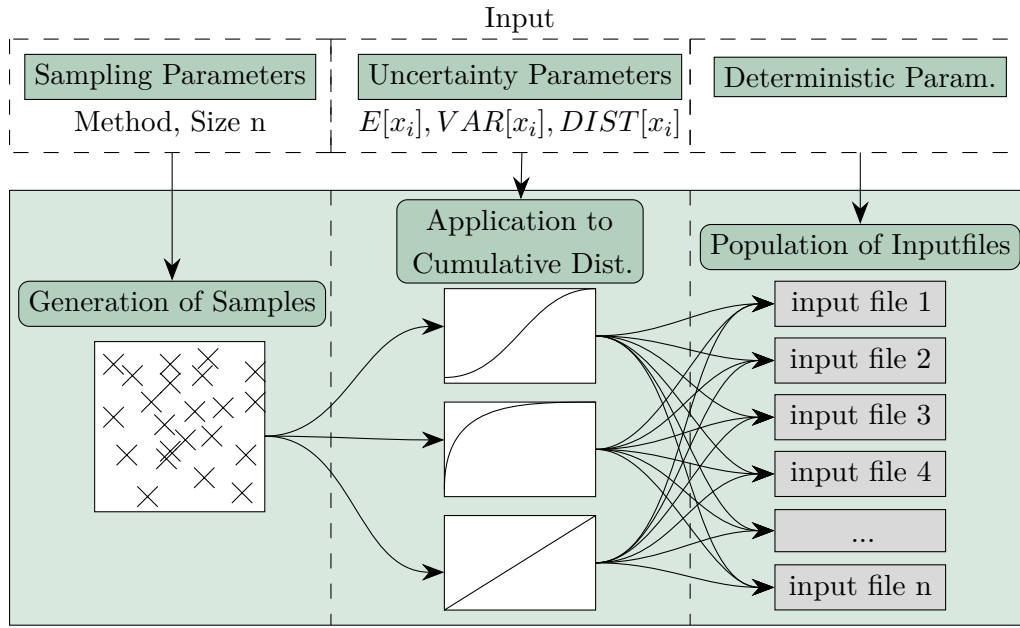 Input
Sampling Parameters
Method, Size n
Uncertainty Parameters
E[x_i], VAR[x_i], DIST[x_i]
Deterministic Param.
Generation of Samples
Application to
Cumulative Dist.
Population of Inputfiles
input file 1
input file 2
input file 3
input file 4
...
input file n